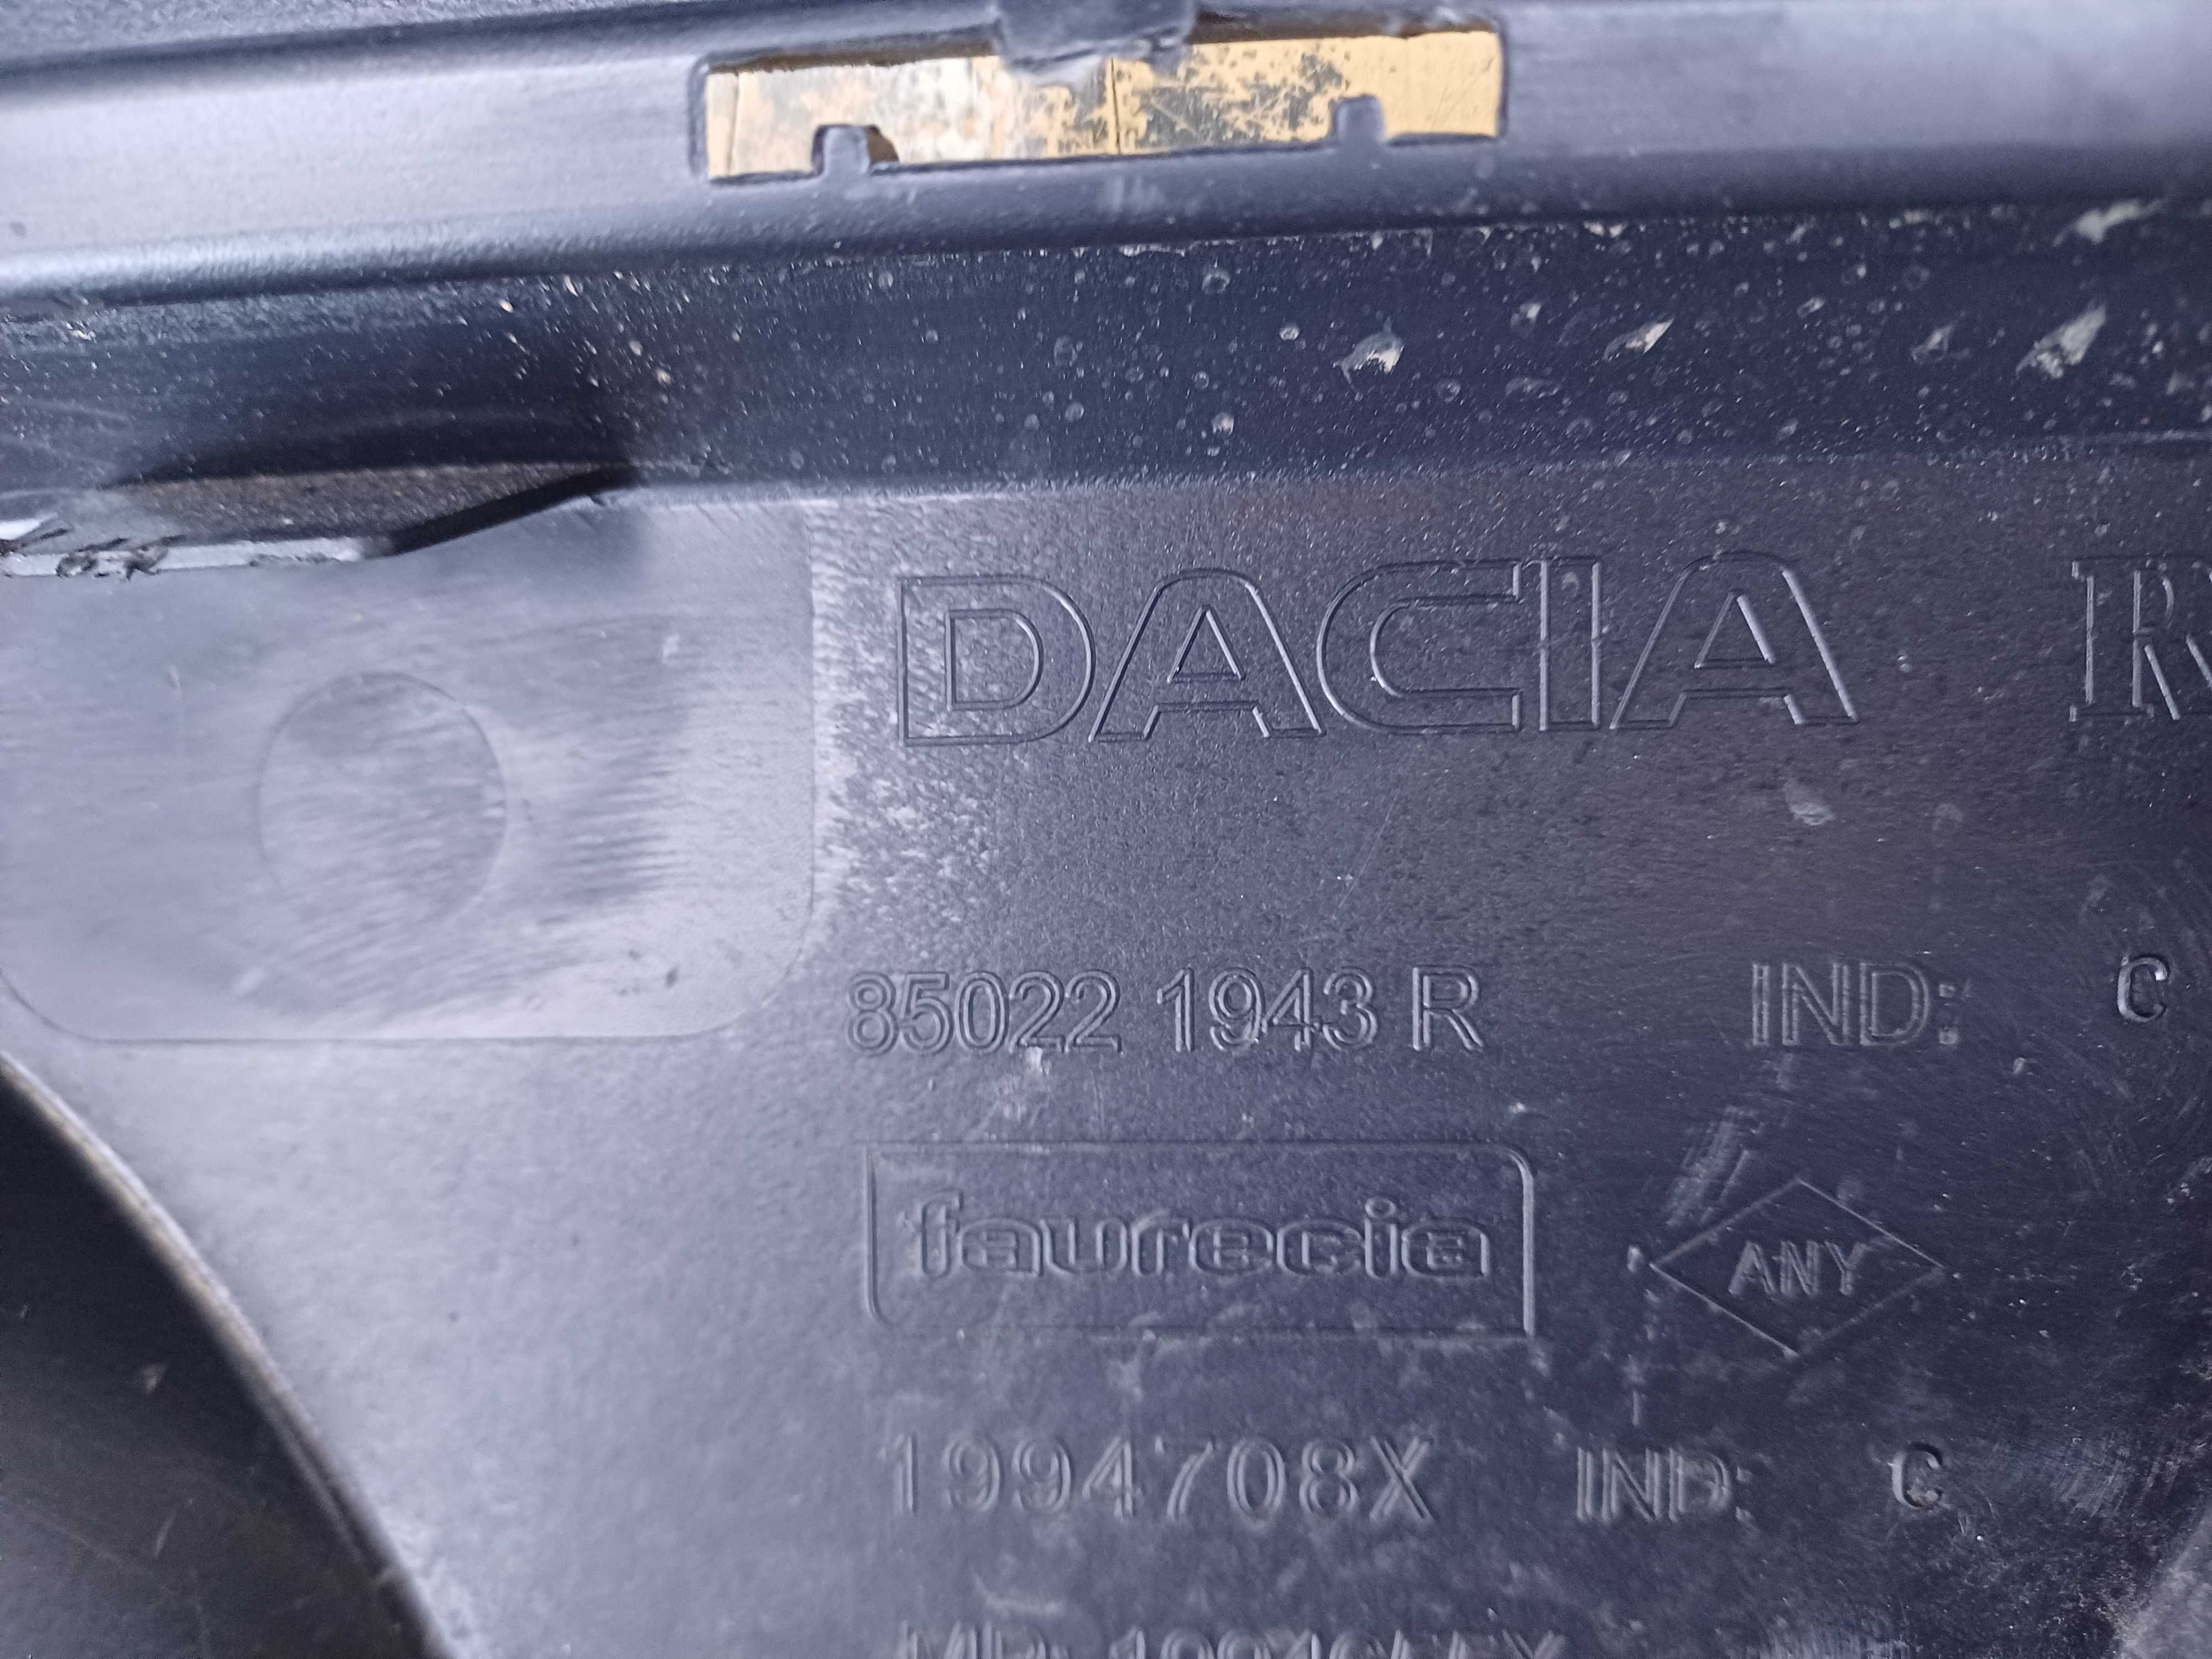 DACIA R
85022 1943 R IND: C
faurecia
ANY
1994708X IND: C